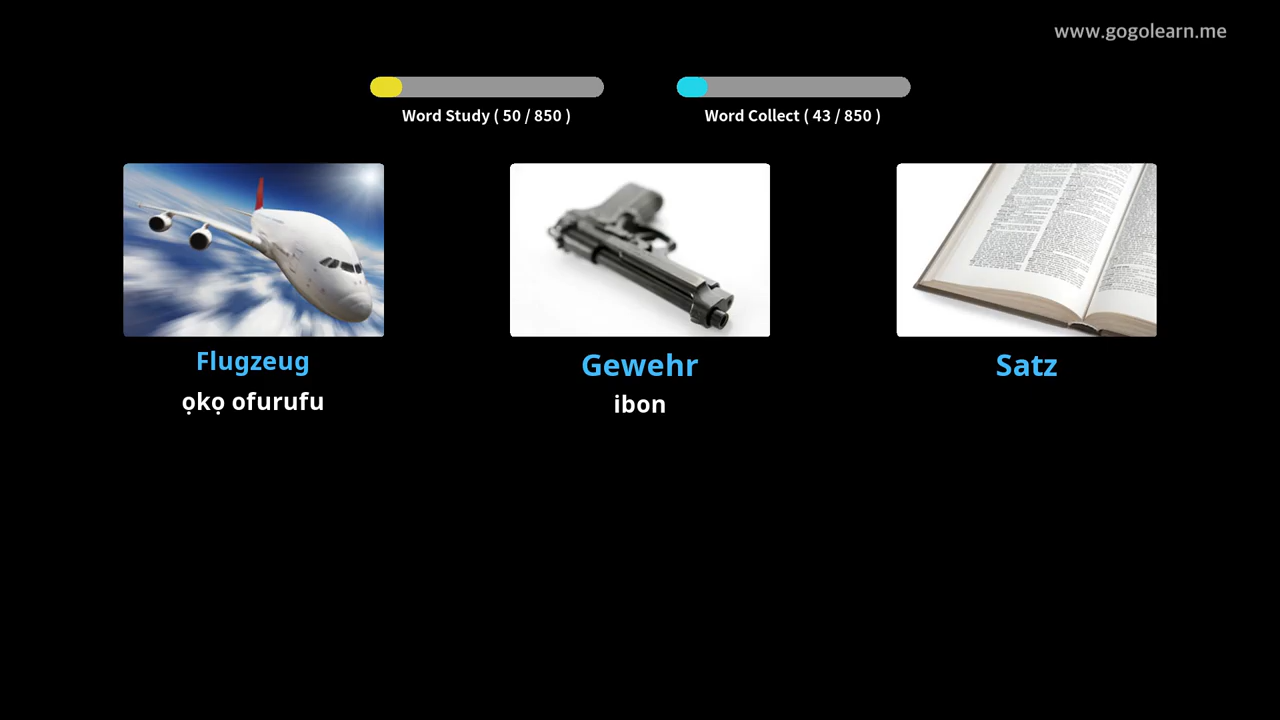 www.gogolearn.me
Word Study ( 50 / 850 )
Word Collect ( 43 / 850 )
Flugzeug
ọkọ ofurufu
Gewehr
ibon
Satz